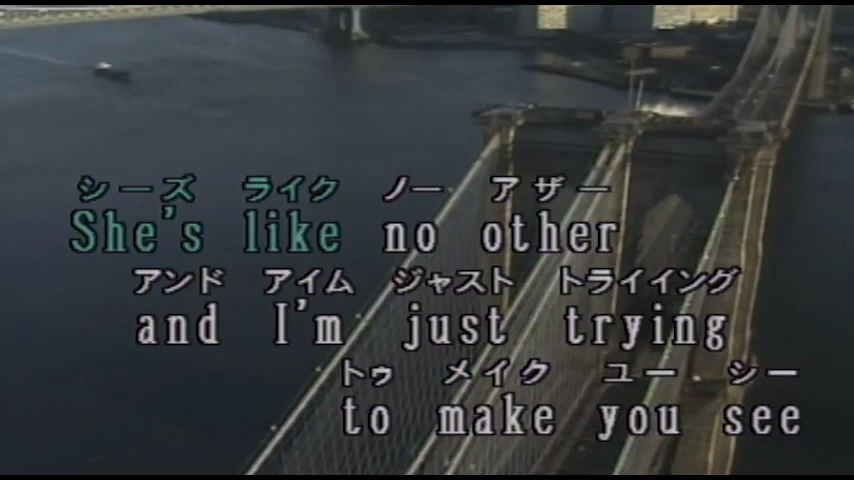 シーズ ライク ノー アザー
She's like no other
アンド アイム ジャスト トライイング
and I'm just trying
トゥ メイク ユー シー
to make you see